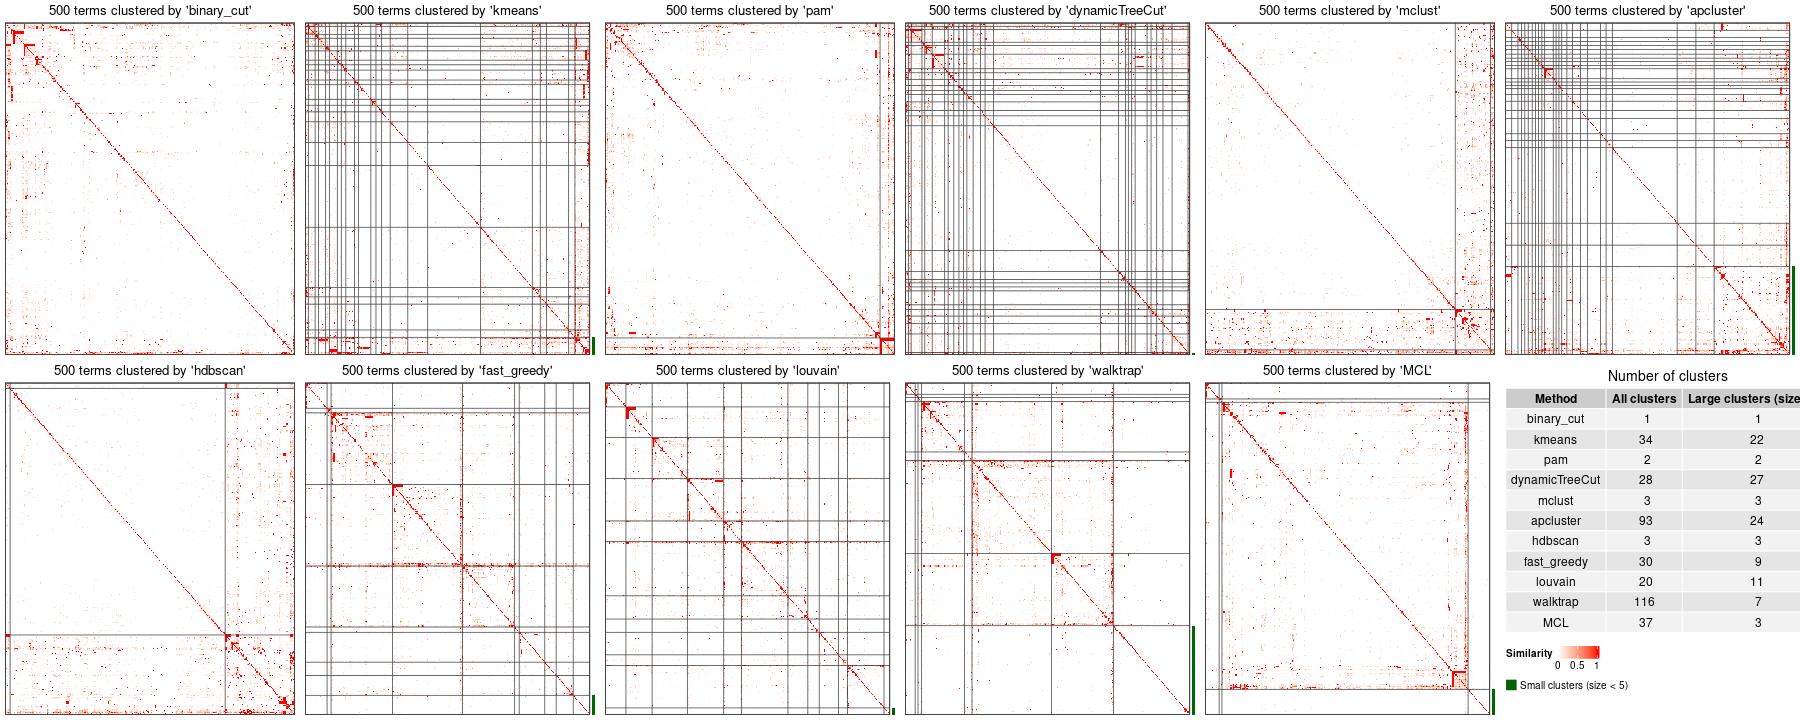 500 terms clustered by 'binary_cut'
500 terms clustered by 'kmeans'
500 terms clustered by 'pam'
500 terms clustered by 'dynamicTreeCut'
500 terms clustered by 'mclust'
500 terms clustered by 'apcluster'
500 terms clustered by 'hdbscan'
500 terms clustered by 'fast_greedy'
500 terms clustered by 'louvain'
500 terms clustered by 'walktrap'
500 terms clustered by 'MCL'
Number of clusters
Method All clusters Large clusters (size
binary_cut 1 1
kmeans 34 22
pam 2 2
dynamicTreeCut 28 27
mclust 3 3
apcluster 93 24
hdbscan 3 3
fast_greedy 30 9
louvain 20 11
walktrap 116 7
MCL 37 3
Similarity
0 0.5 1
Small clusters (size < 5)